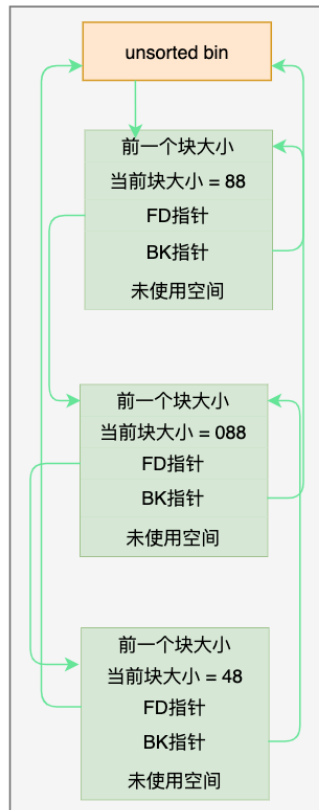 unsorted bin
前一个块大小
当前块大小 = 88
FD指针
BK指针
未使用空间
前一个块大小
当前块大小 = 088
FD指针
BK指针
未使用空间
前一个块大小
当前块大小 = 48
FD指针
BK指针
未使用空间